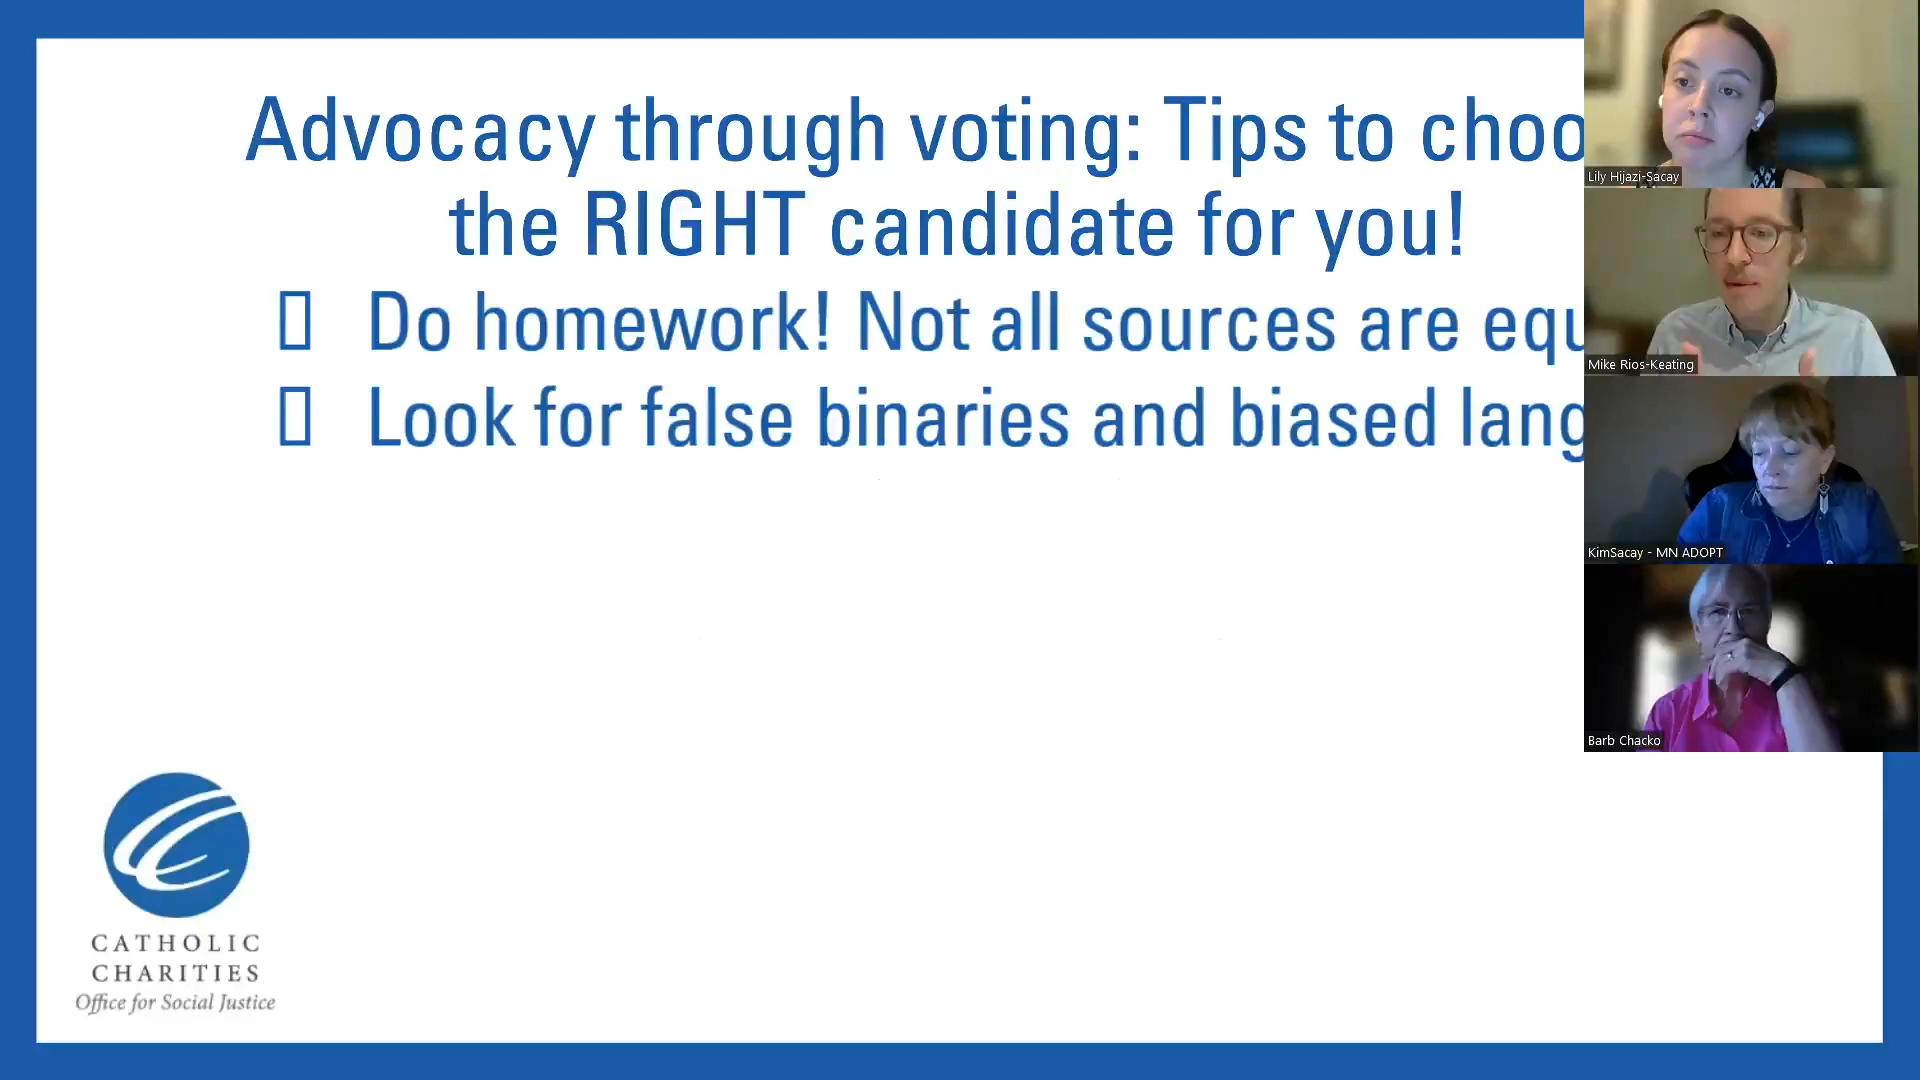 Advocacy through voting: Tips to choo
the RIGHT candidate for you!
Do homework! Not all sources are equ
Look for false binaries and biased lang
CATHOLIC
CHARITIES
Office for Social Justice
Lily Hijazi-Sacay
Mike Rios-Keating
KimSacay - MN ADOPT
Barb Chacko